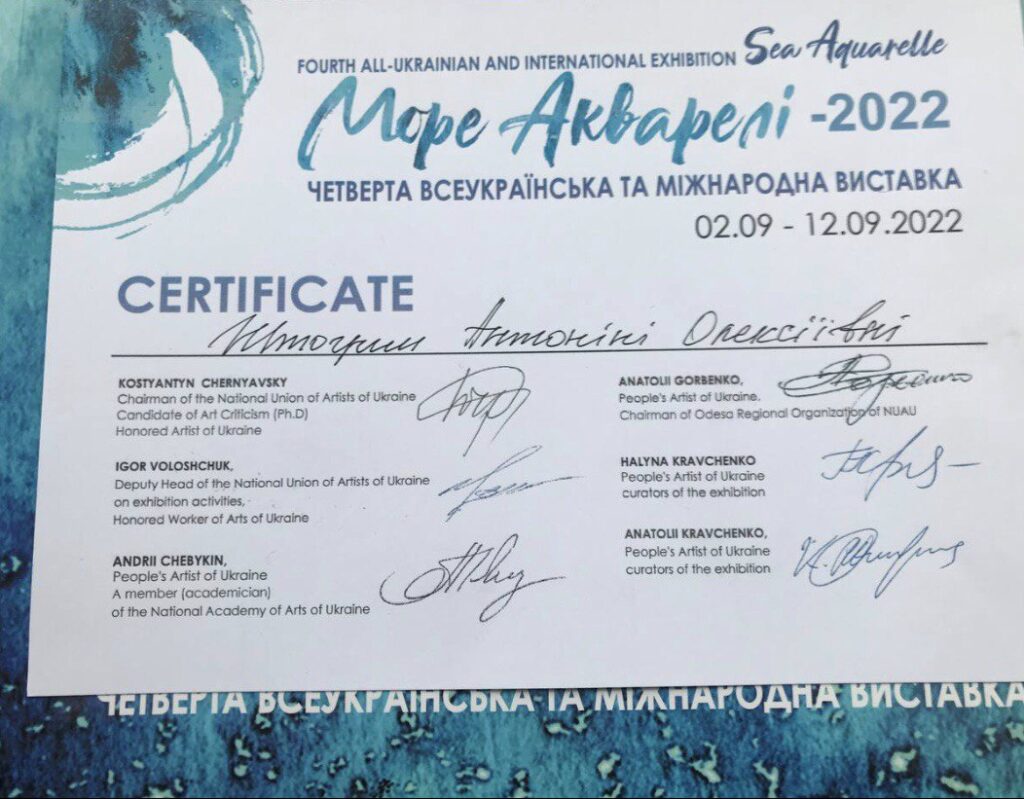 FOURTH ALL-UKRAINIAN AND INTERNATIONAL EXHIBITION Sea Aquarelle
Море Акварелі -2022
ЧЕТВЕРТА ВСЕУКРАЇНСЬКА ТА МІЖНАРОДНА ВИСТАВКА
02.09 - 12.09.2022
CERTIFICATE
Антоніні Олексіївні
KOSTYANTYN CHERNYAVSKY
Chairman of the National Union of Artists of Ukraine
Candidate of Art Criticism (Ph.D)
Honored Artist of Ukraine
IGOR VOLOSHCHUK,
Deputy Head of the National Union of Artists of Ukraine
on exhibition activities,
Honored Worker of Arts of Ukraine
ANDRII CHEBYKIN,
People's Artist of Ukraine
A member (academician)
of the National Academy of Arts of Ukraine
ANATOLII GORBENKO,
People's Artist of Ukraine.
Chairman of Odesa Regional Organization of NUAU
HALYNA KRAVCHENKO
People's Artist of Ukraine
curators of the exhibition
ANATOLII KRAVCHENKO,
People's Artist of Ukraine
curators of the exhibition
ЧЕТВЕРТА ВСЕУКРАЇНСЬКА ТА МІЖНАРОДНА ВИСТАВКА